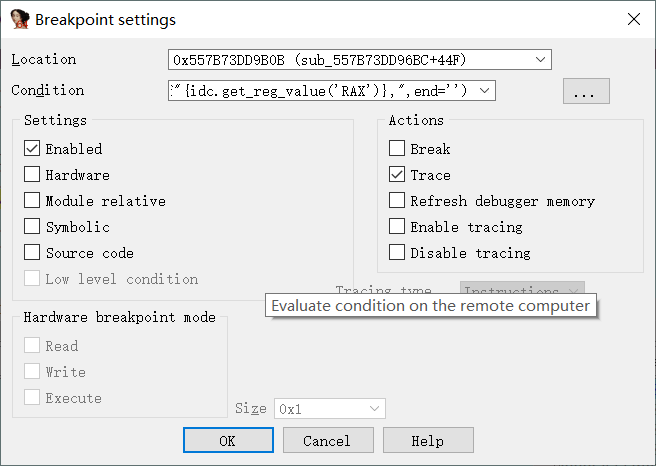 Breakpoint settings
Location 0x557B73DD9B0B (sub_557B73DD96BC+44F)
Condition "{idc.get_reg_value('RAX')},",end='') ...
Settings
Enabled
Hardware
Module relative
Symbolic
Source code
Low level condition
Actions
Break
Trace
Refresh debugger memory
Enable tracing
Disable tracing
Tracing type Instructions
Evaluate condition on the remote computer
Hardware breakpoint mode
Read
Write
Execute
Size 0x1
OK Cancel Help